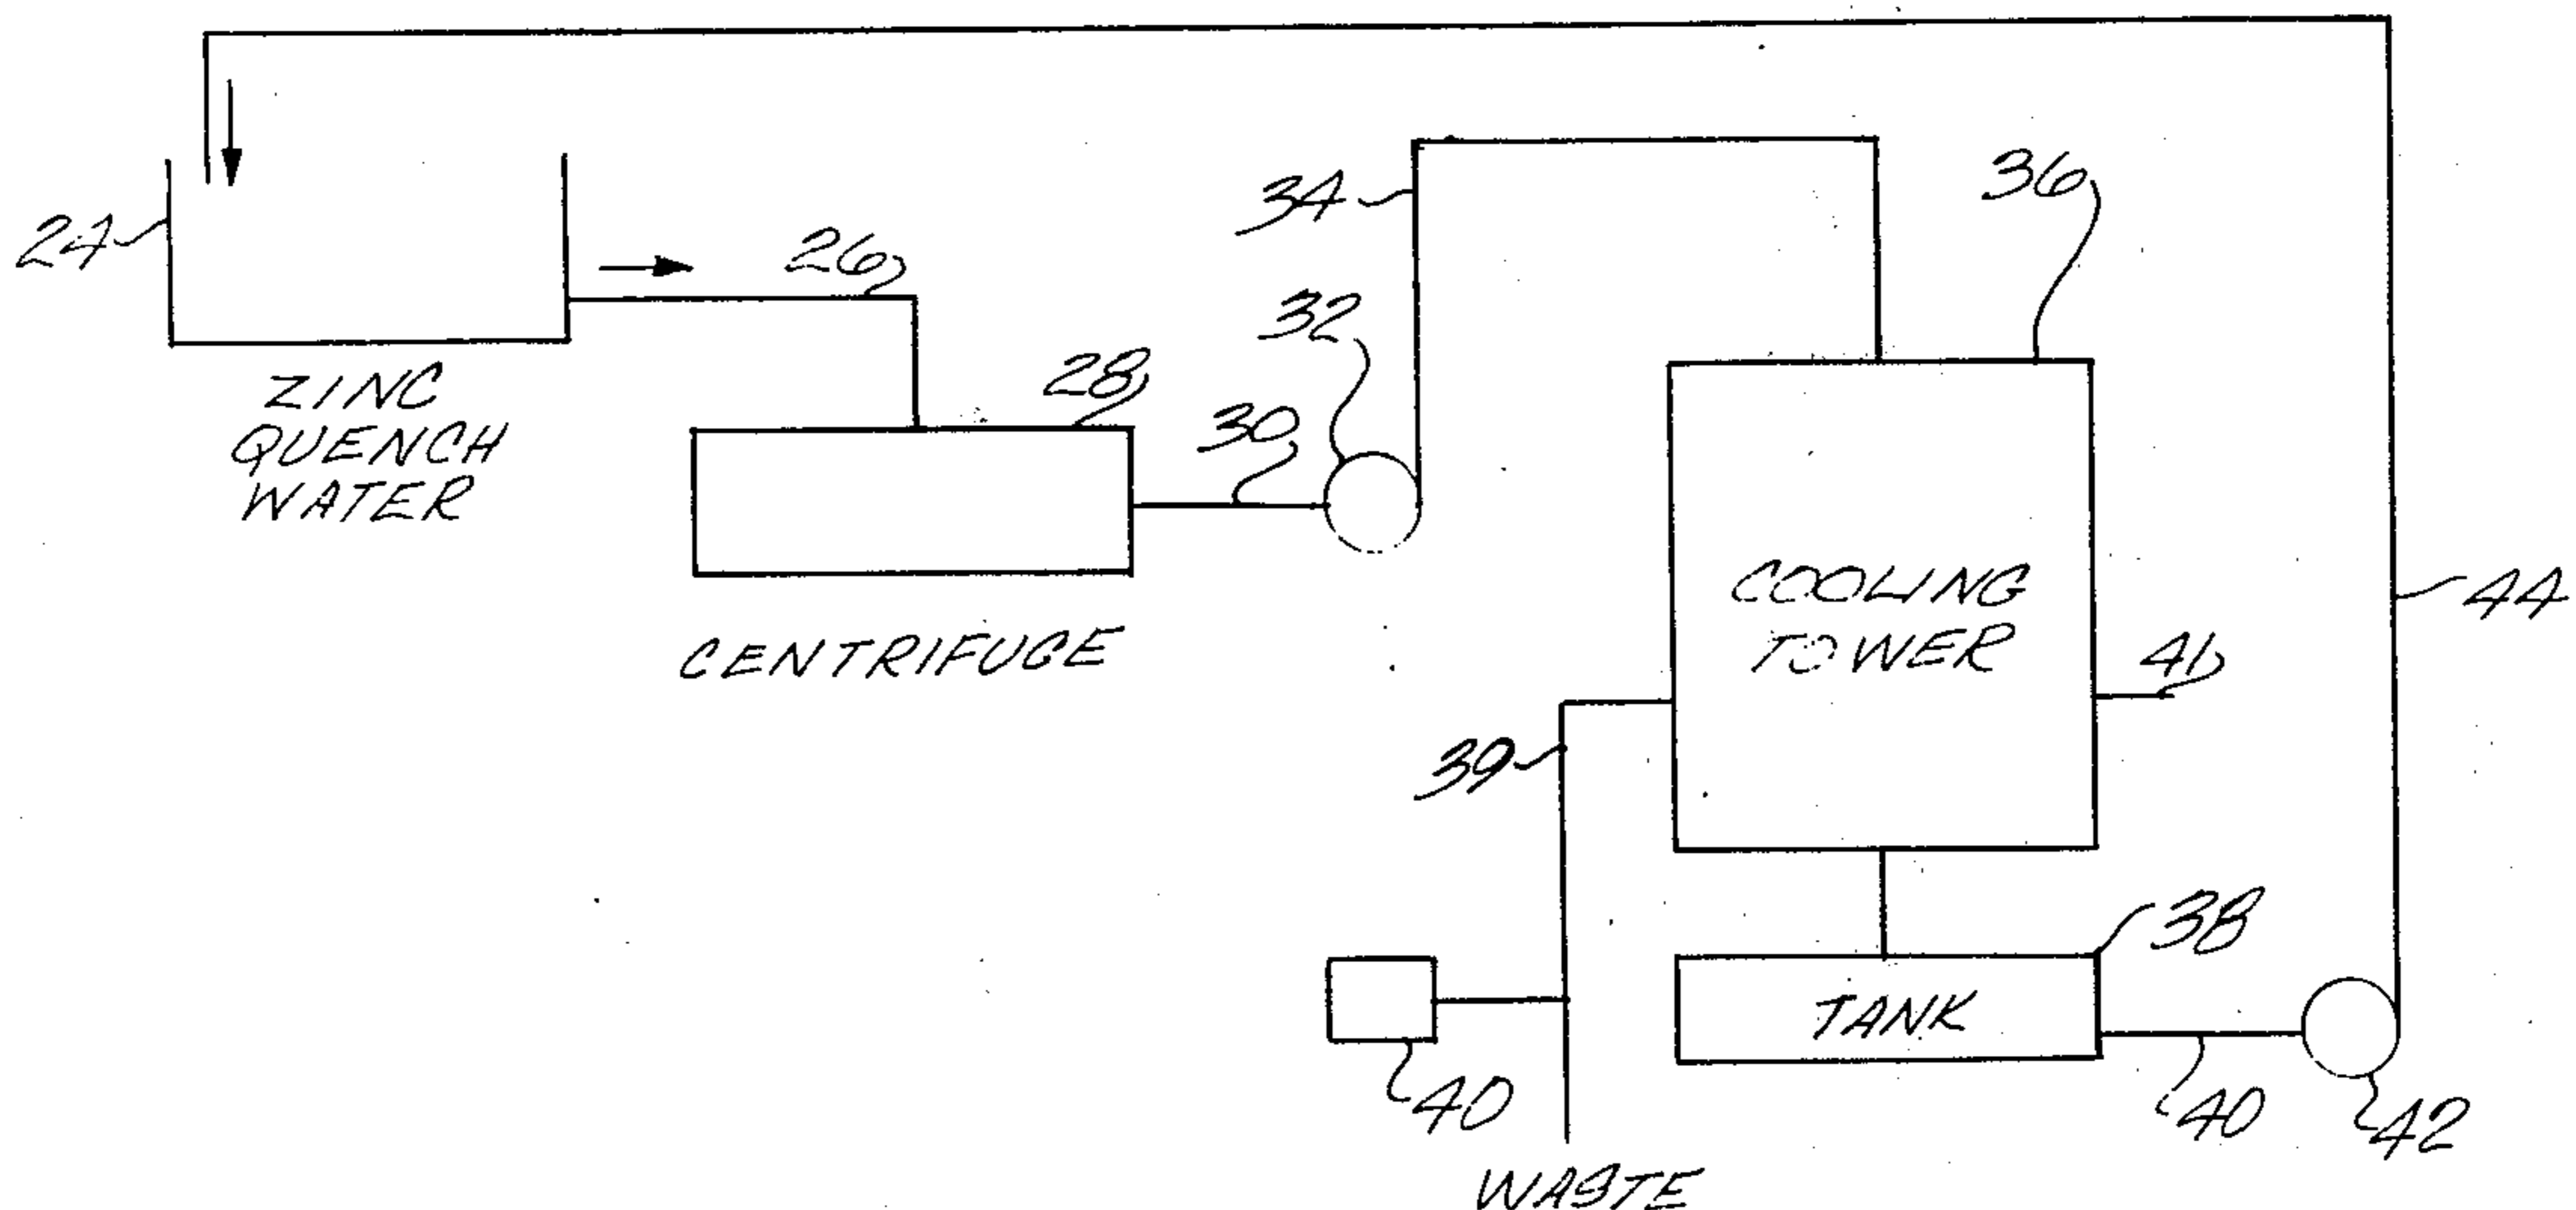 24
26
34
36
32
ZINC
QUENCH
WATER
28
30
CENTRIFUGE
COOLING
TOWER
44
41
39
38
TANK
40
40
42
WASTE